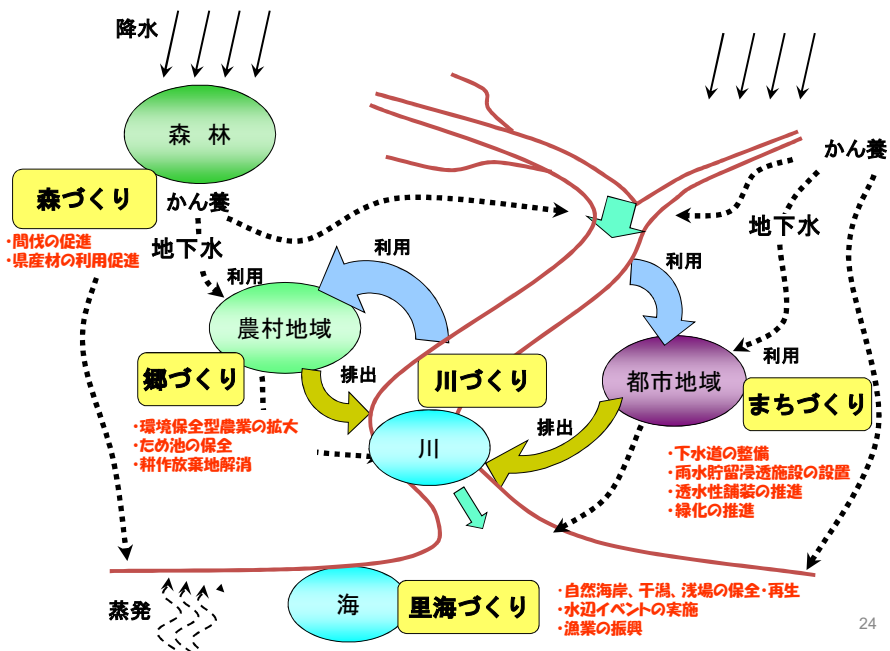 降水
森 林
かん養
森づくり
かん養
・間伐の促進
・県産材の利用促進
地下水
地下水
利用
利用
利用
農村地域
利用
郷づくり
排出
川づくり
都市地域
まちづくり
・環境保全型農業の拡大
・ため池の保全
・耕作放棄地解消
川
排出
・下水道の整備
・雨水貯留浸透施設の設置
・透水性舗装の推進
・緑化の推進
蒸発
海
里海づくり
・自然海岸、干潟、浅場の保全・再生
・水辺イベントの実施
・漁業の振興
24